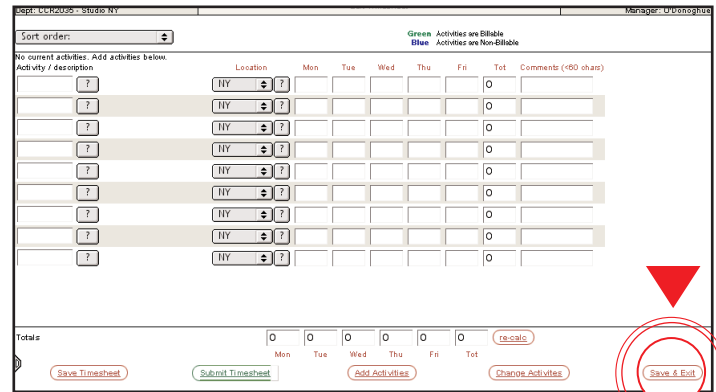 Dept: CCR2035 - Studio NY Manager: O'Donoghue
Sort order:
Green Activities are Billable
Blue Activities are Non-Billable
No current activities. Add activities below.
Activity / description Location Mon Tue Wed Thu Fri Tot Comments (<60 chars)
? NY ? 0
? NY ? 0
? NY ? 0
? NY ? 0
? NY ? 0
? NY ? 0
? NY ? 0
? NY ? 0
? NY ? 0
Totals 0 0 0 0 0 0 re-calc
Mon Tue Wed Thu Fri Tot
Save Timesheet Submit Timesheet Add Activities Change Activites Save & Exit